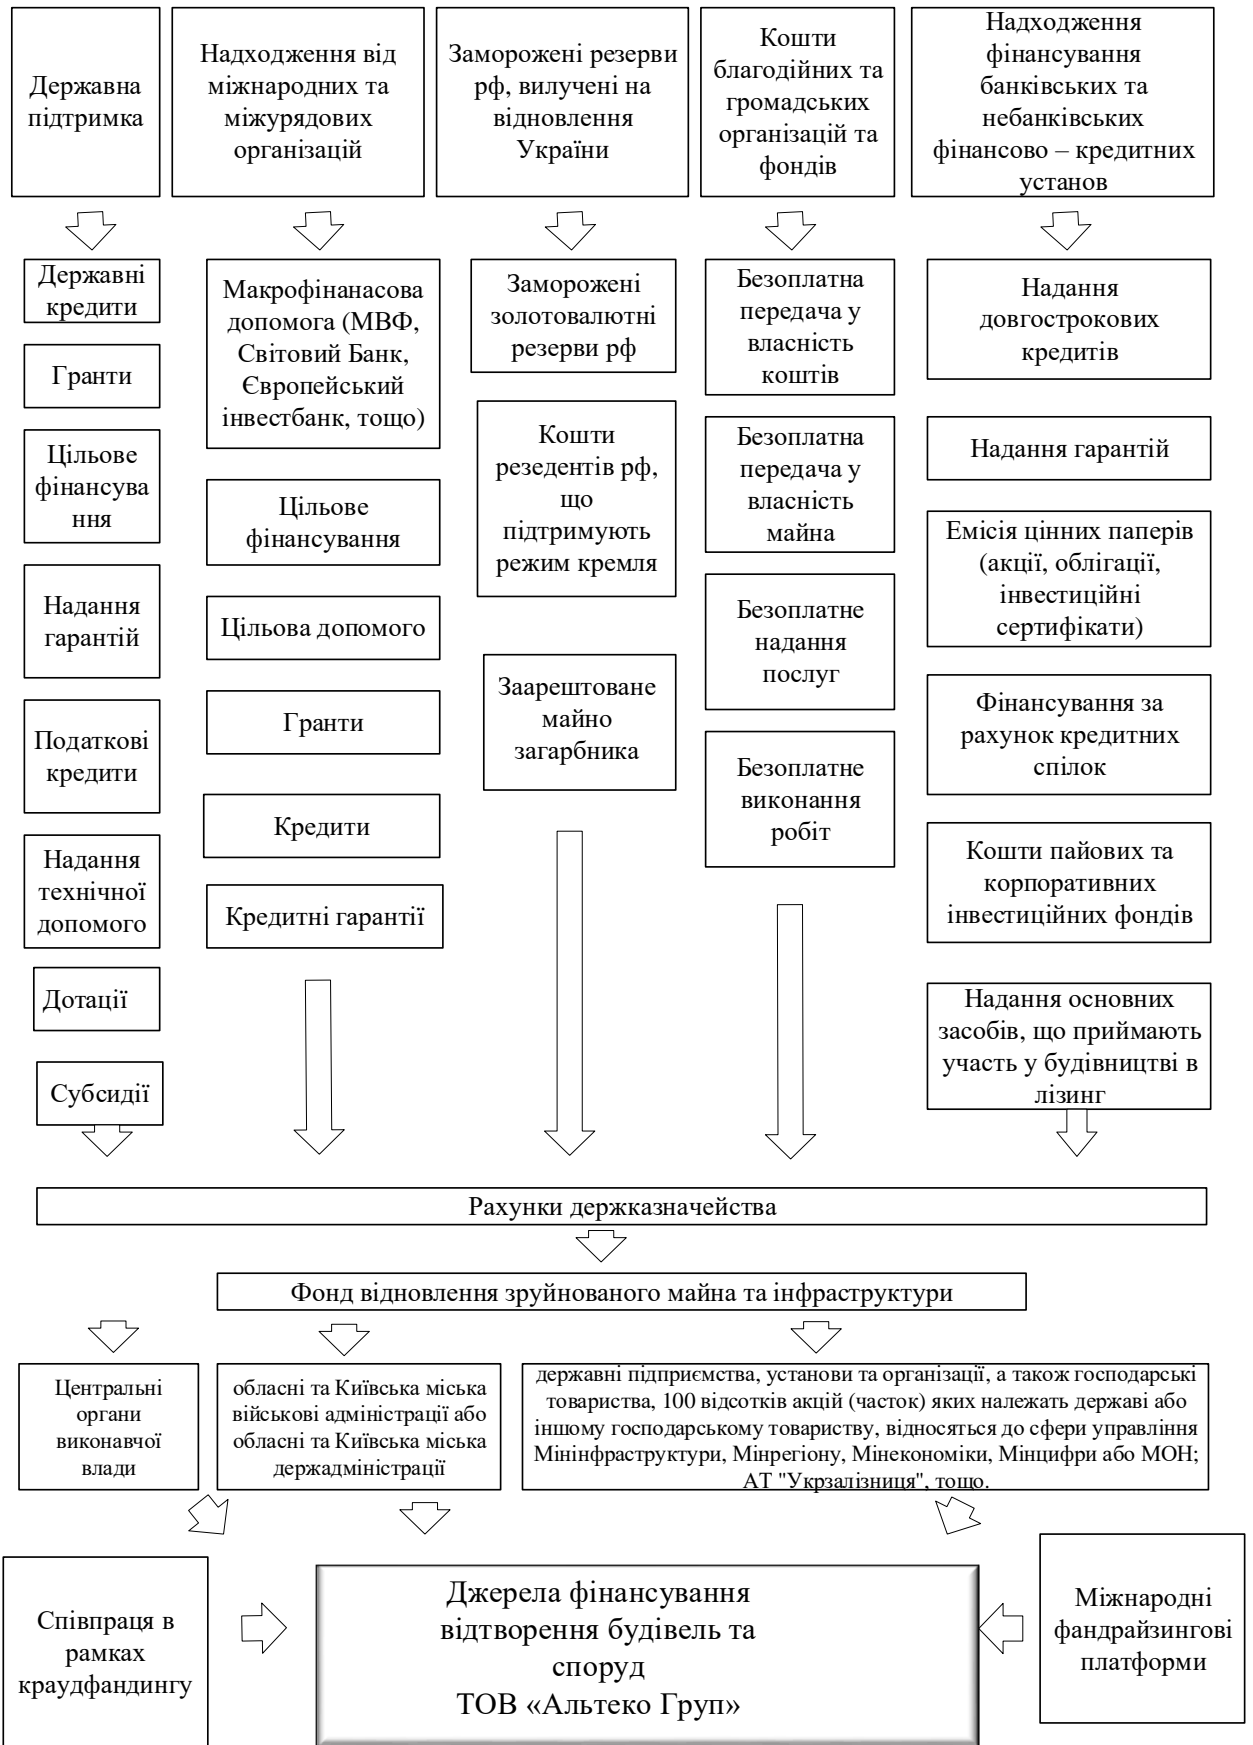 Державна
підтримка
Надходження від
міжнародних та
міжурядових
організацій
Заморожені резерви
рф, вилучені на
відновлення
України
Кошти
благодійних та
громадських
організацій та
фондів
Надходження
фінансування
банківських та
небанківських
фінансово – кредитних
установ
Державні
кредити
Гранти
Цільове
фінансува
ння
Надання
гарантій
Податкові
кредити
Надання
технічної
допомого
Дотації
Субсидії
Макрофінанасова
допомога (МВФ,
Світовий Банк,
Європейський
інвестбанк, тощо)
Цільове
фінансування
Цільова допомого
Гранти
Кредити
Кредитні гарантії
Заморожені
золотовалютні
резерви рф
Кошти
резедентів рф,
що
підтримують
режим кремля
Заарештоване
майно
загарбника
Безоплатна
передача у
власність
коштів
Безоплатна
передача у
власність
майна
Безоплатне
надання
послуг
Безоплатне
виконання
робіт
Надання
довгострокових
кредитів
Надання гарантій
Емісія цінних паперів
(акції, облігації,
інвестиційні
сертифікати)
Фінансування за
рахунок кредитних
спілок
Кошти пайових та
корпоративних
інвестиційних фондів
Надання основних
засобів, що приймають
участь у будівництві в
лізинг
Рахунки держказначейства
Фонд відновлення зруйнованого майна та інфраструктури
Центральні
органи
виконавчої
влади
обласні та Київська міська
військові адміністрації або
обласні та Київська міська
держадміністрації
державні підприємства, установи та організації, а також господарські
товариства, 100 відсотків акцій (часток) яких належать державі або
іншому господарському товариству, відносяться до сфери управління
Мінінфраструктури, Мінрегіону, Мінекономіки, Мінцифри або МОН;
АТ "Укрзалізниця", тощо.
Співпраця в
рамках
краудфандингу
Джерела фінансування
відтворення будівель та
споруд
ТОВ «Альтеко Груп»
Міжнародні
фандрайзингові
платформи